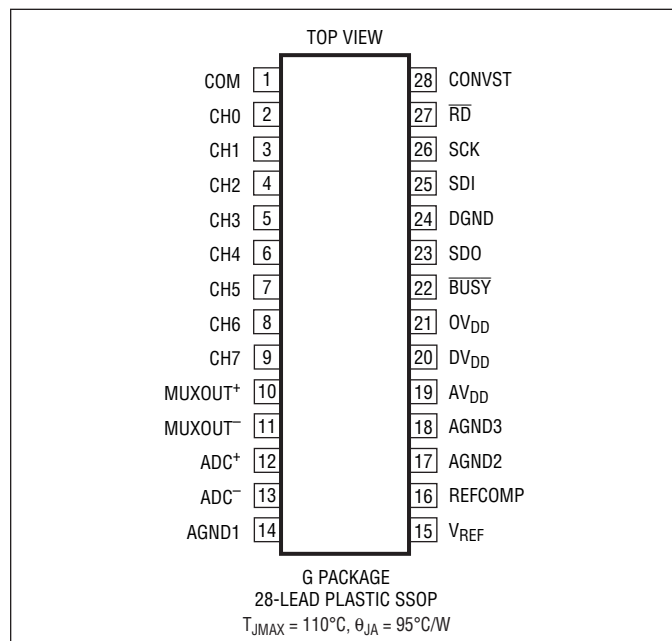 TOP VIEW
COM 1 28 CONVST
CH0 2 27 R̅D̅
CH1 3 26 SCK
CH2 4 25 SDI
CH3 5 24 DGND
CH4 6 23 SDO
CH5 7 22 B̅U̅S̅Y̅
CH6 8 21 OVDD
CH7 9 20 DVDD
MUXOUT+ 10 19 AVDD
MUXOUT– 11 18 AGND3
ADC+ 12 17 AGND2
ADC– 13 16 REFCOMP
AGND1 14 15 VREF
G PACKAGE
28-LEAD PLASTIC SSOP
TJMAX = 110°C, θJA = 95°C/W